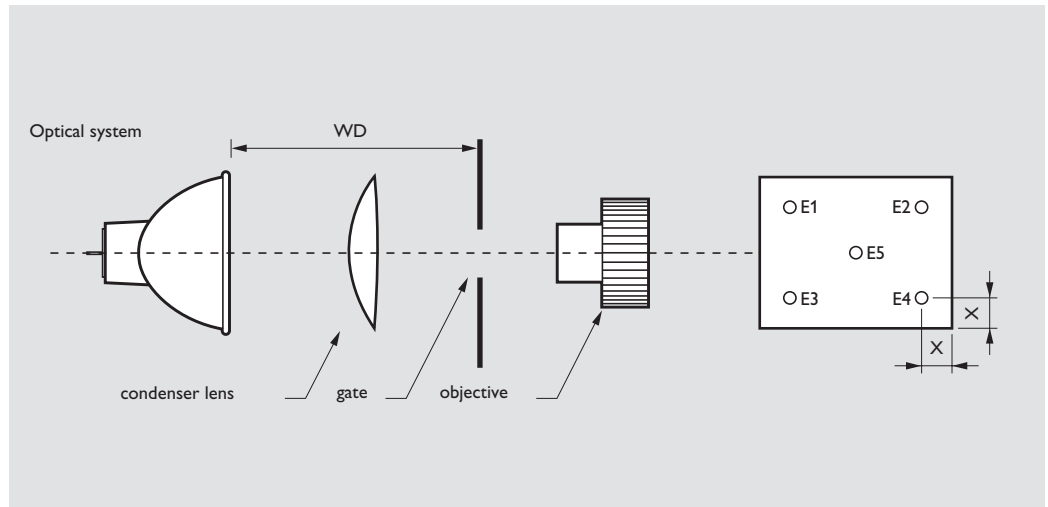 Optical system
WD
E1
E2
E5
E3
E4
X
X
condenser lens
gate
objective